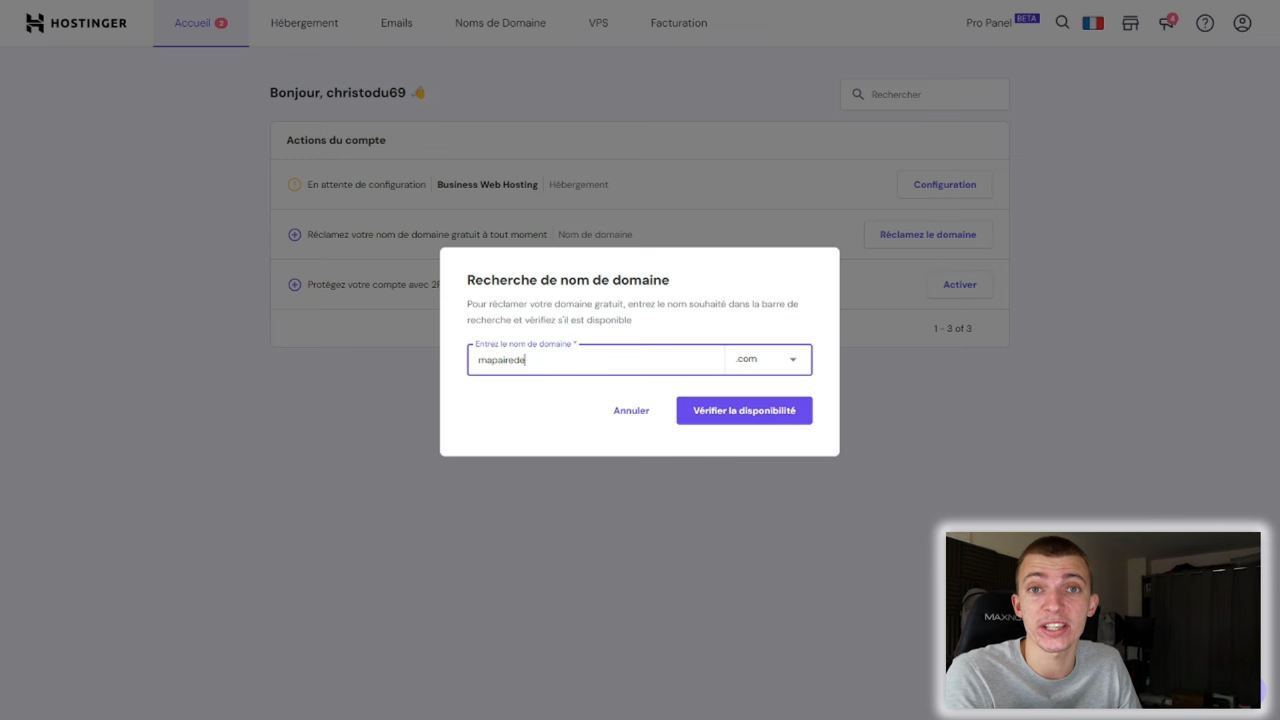 HOSTINGER
Accueil 2
Hébergement
Emails
Noms de Domaine
VPS
Facturation
Pro Panel BETA
4
Bonjour, christodu69
Rechercher
Actions du compte
En attente de configuration Business Web Hosting Hébergement
Configuration
Réclamez votre nom de domaine gratuit à tout moment Nom de domaine
Réclamez le domaine
Protégez votre compte avec 2F
Activer
1 - 3 of 3
Recherche de nom de domaine
Pour réclamer votre domaine gratuit, entrez le nom souhaité dans la barre de
recherche et vérifiez s'il est disponible
Entrez le nom de domaine *
mapairede
.com
Annuler
Vérifier la disponibilité
MAXNO